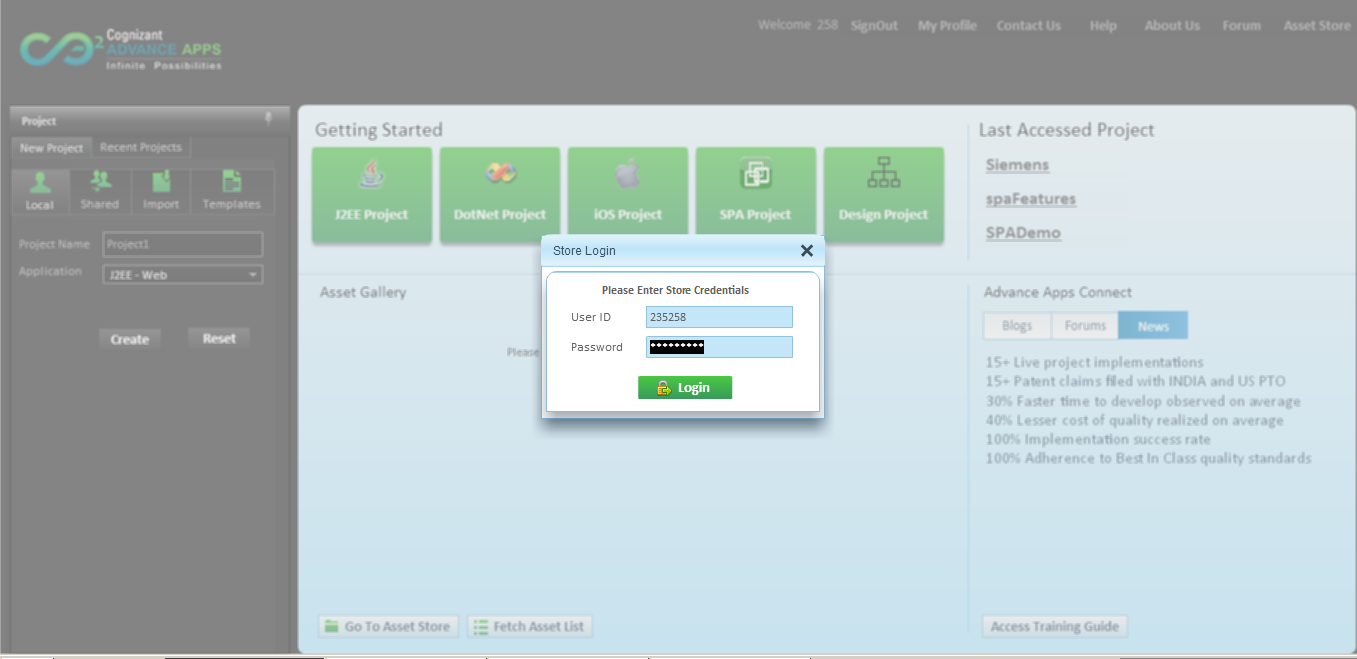 Welcome 258 SignOut My Profile Contact Us Help About Us Forum Asset Store
Cognizant
2 ADVANCE APPS
Infinite Possibilities
Project
New Project Recent Projects
Local Shared Import Templates
Project Name Project1
Application J2EE - Web
Create Reset
Getting Started
J2EE Project DotNet Project iOS Project SPA Project Design Project
Last Accessed Project
Siemens
spaFeatures
SPADemo
Store Login
Please Enter Store Credentials
User ID 235258
Password *********
Login
Asset Gallery
Please
Go To Asset Store Fetch Asset List
Advance Apps Connect
Blogs Forums News
15+ Live project implementations
15+ Patent claims filed with INDIA and US PTO
30% Faster time to develop observed on average
40% Lesser cost of quality realized on average
100% Implementation success rate
100% Adherence to Best In Class quality standards
Access Training Guide